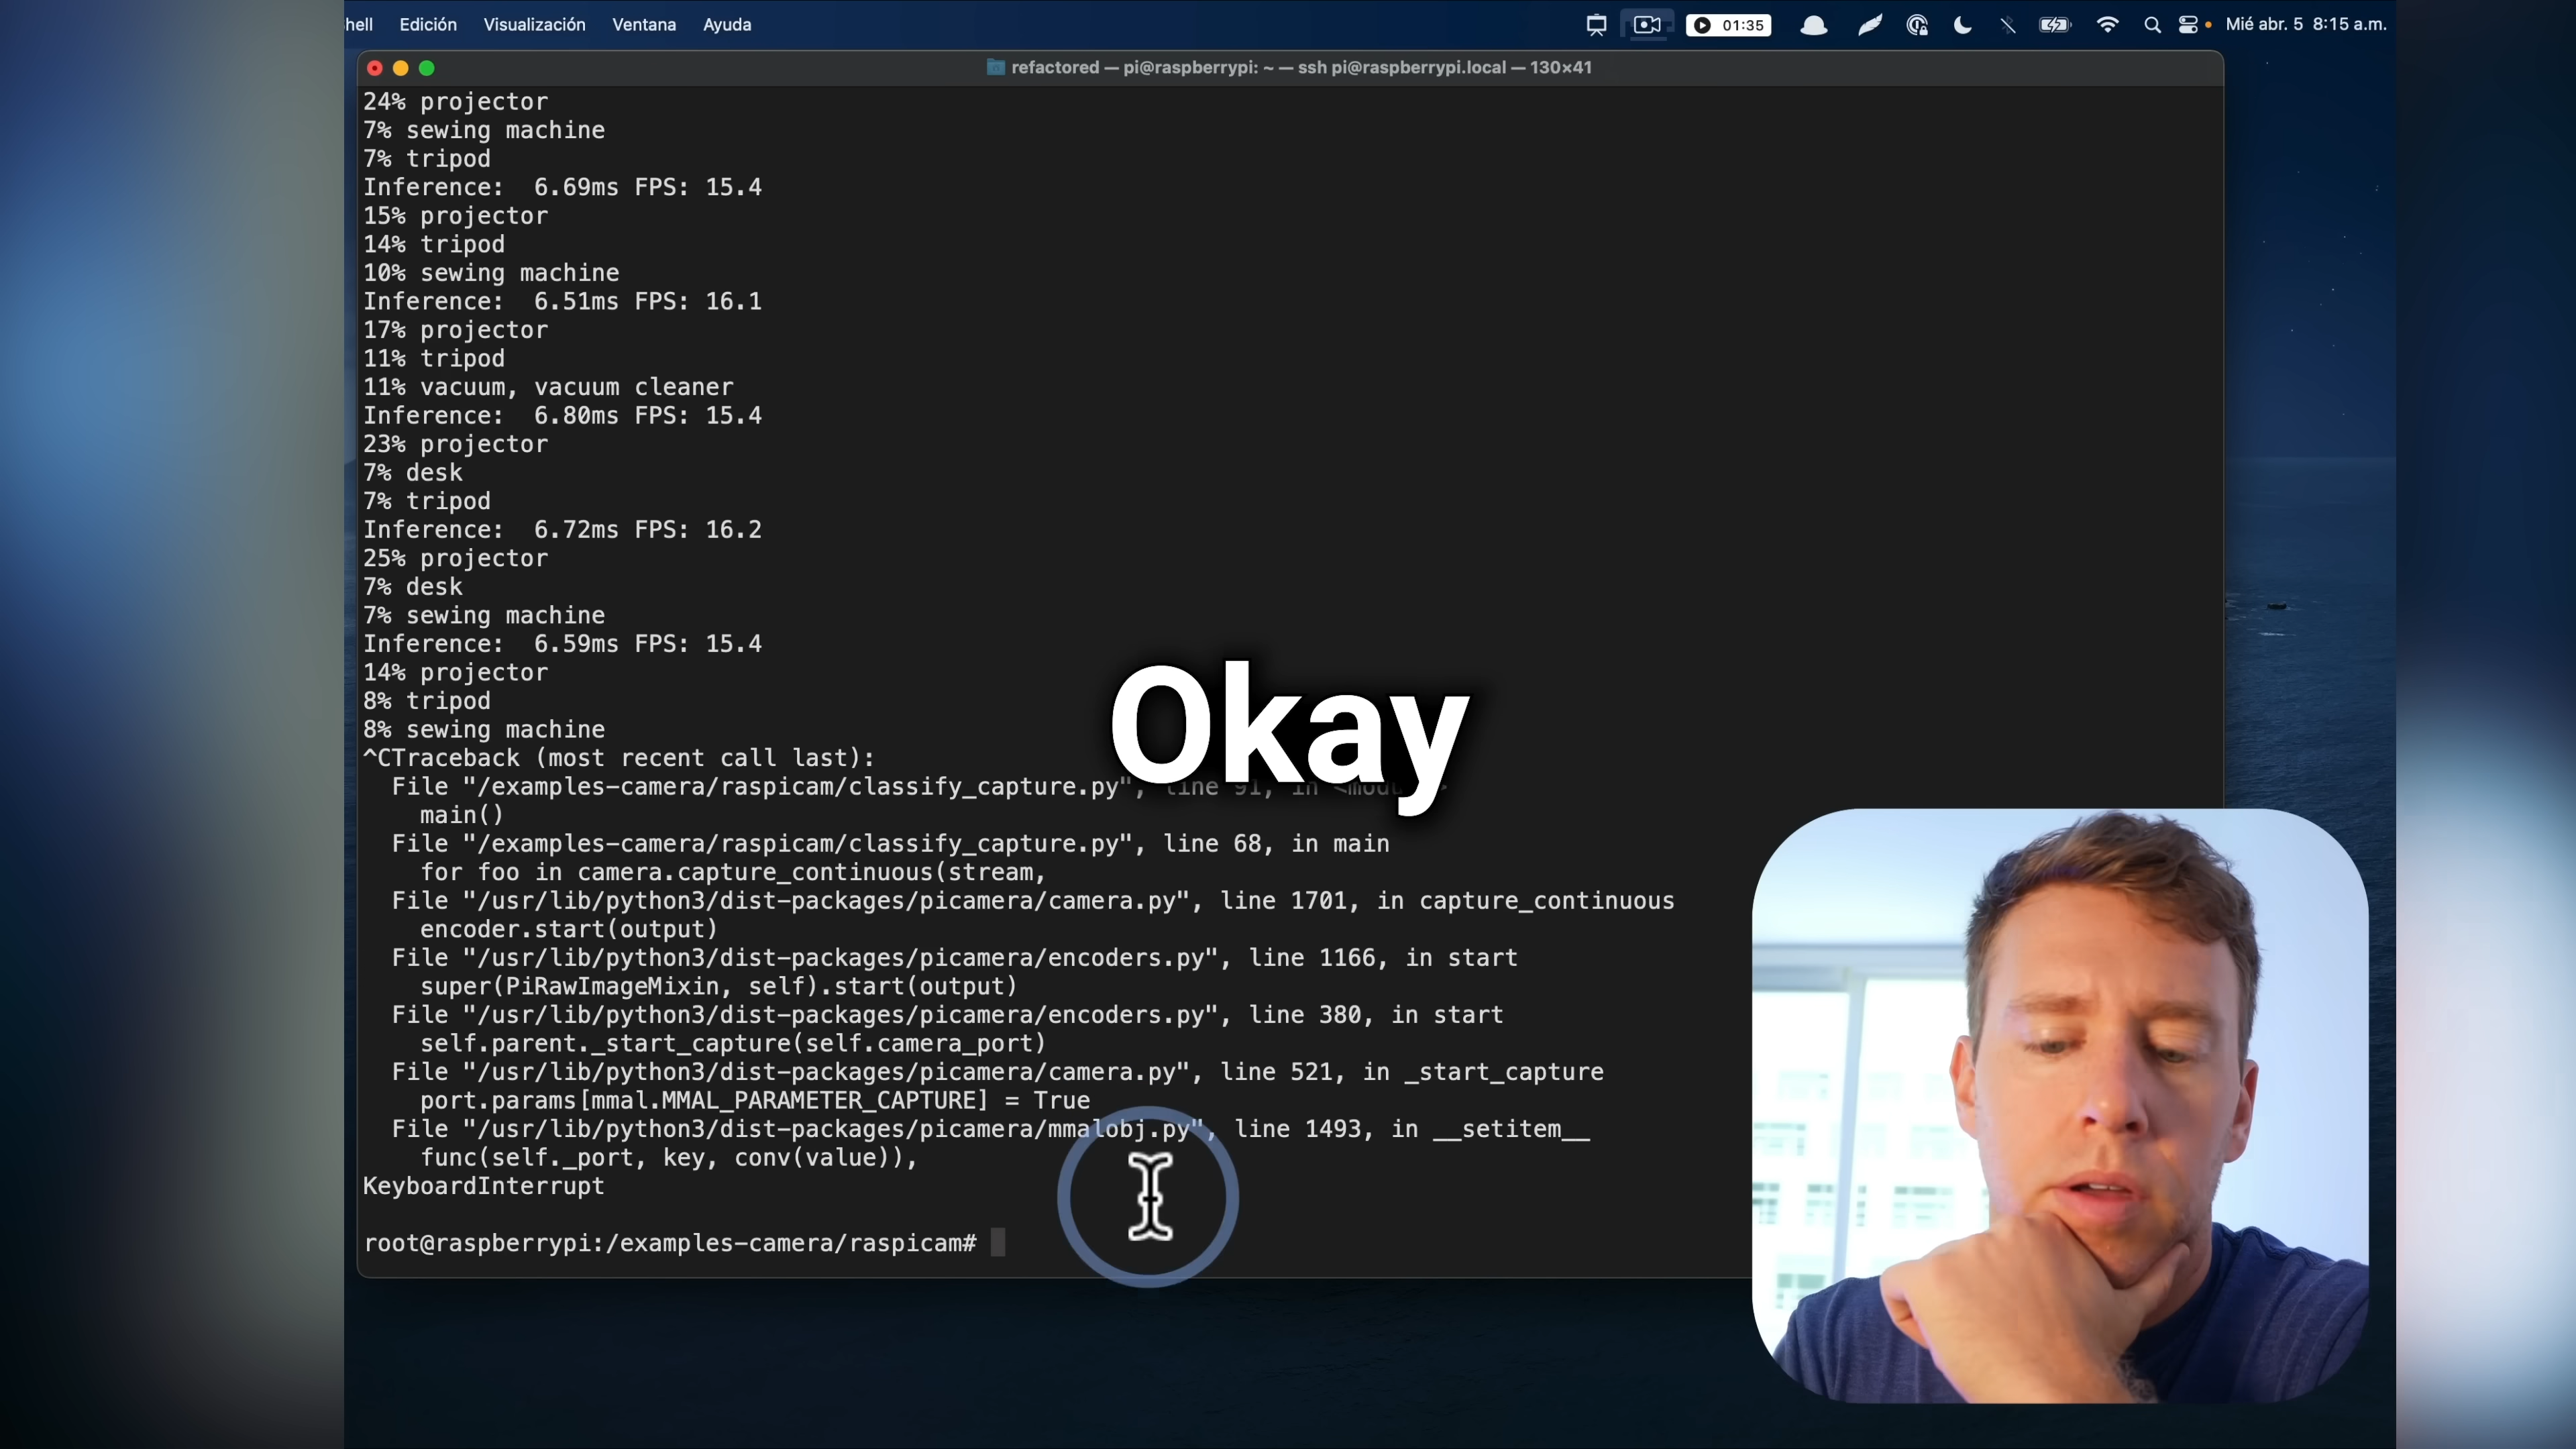 hell Edición Visualización Ventana Ayuda 01:35 Mié abr. 5 8:15 a.m.
refactored — pi@raspberrypi: ~ — ssh pi@raspberrypi.local — 130×41
24% projector
7% sewing machine
7% tripod
Inference:  6.69ms FPS: 15.4
15% projector
14% tripod
10% sewing machine
Inference:  6.51ms FPS: 16.1
17% projector
11% tripod
11% vacuum, vacuum cleaner
Inference:  6.80ms FPS: 15.4
23% projector
7% desk
7% tripod
Inference:  6.72ms FPS: 16.2
25% projector
7% desk
7% sewing machine
Inference:  6.59ms FPS: 15.4
14% projector
8% tripod
8% sewing machine
^CTraceback (most recent call last):
  File "/examples-camera/raspicam/classify_capture.py", line 91, in
    main()
  File "/examples-camera/raspicam/classify_capture.py", line 68, in main
    for foo in camera.capture_continuous(stream,
  File "/usr/lib/python3/dist-packages/picamera/camera.py", line 1701, in capture_continuous
    encoder.start(output)
  File "/usr/lib/python3/dist-packages/picamera/encoders.py", line 1166, in start
    super(PiRawImageMixin, self).start(output)
  File "/usr/lib/python3/dist-packages/picamera/encoders.py", line 380, in start
    self.parent._start_capture(self.camera_port)
  File "/usr/lib/python3/dist-packages/picamera/camera.py", line 521, in _start_capture
    port.params[mmal.MMAL_PARAMETER_CAPTURE] = True
  File "/usr/lib/python3/dist-packages/picamera/mmalobj.py", line 1493, in __setitem__
    func(self._port, key, conv(value)),
KeyboardInterrupt
root@raspberrypi:/examples-camera/raspicam#
Okay